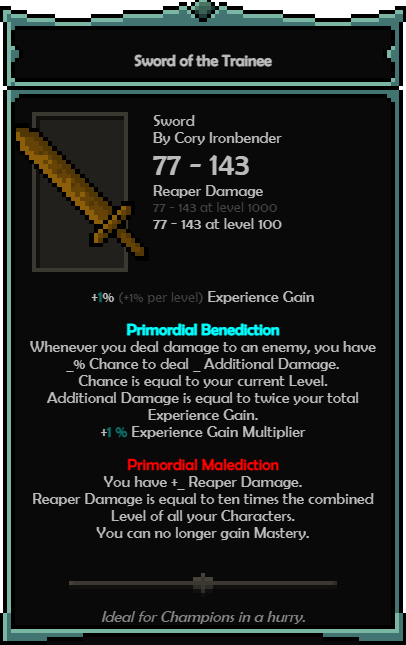 Sword of the Trainee
Sword
By Cory Ironbender
77 - 143
Reaper Damage
77 - 143 at level 1000
77 - 143 at level 100
+1% (+1% per level) Experience Gain
Primordial Benediction
Whenever you deal damage to an enemy, you have
_% Chance to deal _ Additional Damage.
Chance is equal to your current Level.
Additional Damage is equal to twice your total
Experience Gain.
+1 % Experience Gain Multiplier
Primordial Malediction
You have +_ Reaper Damage.
Reaper Damage is equal to ten times the combined
Level of all your Characters.
You can no longer gain Mastery.
Ideal for Champions in a hurry.